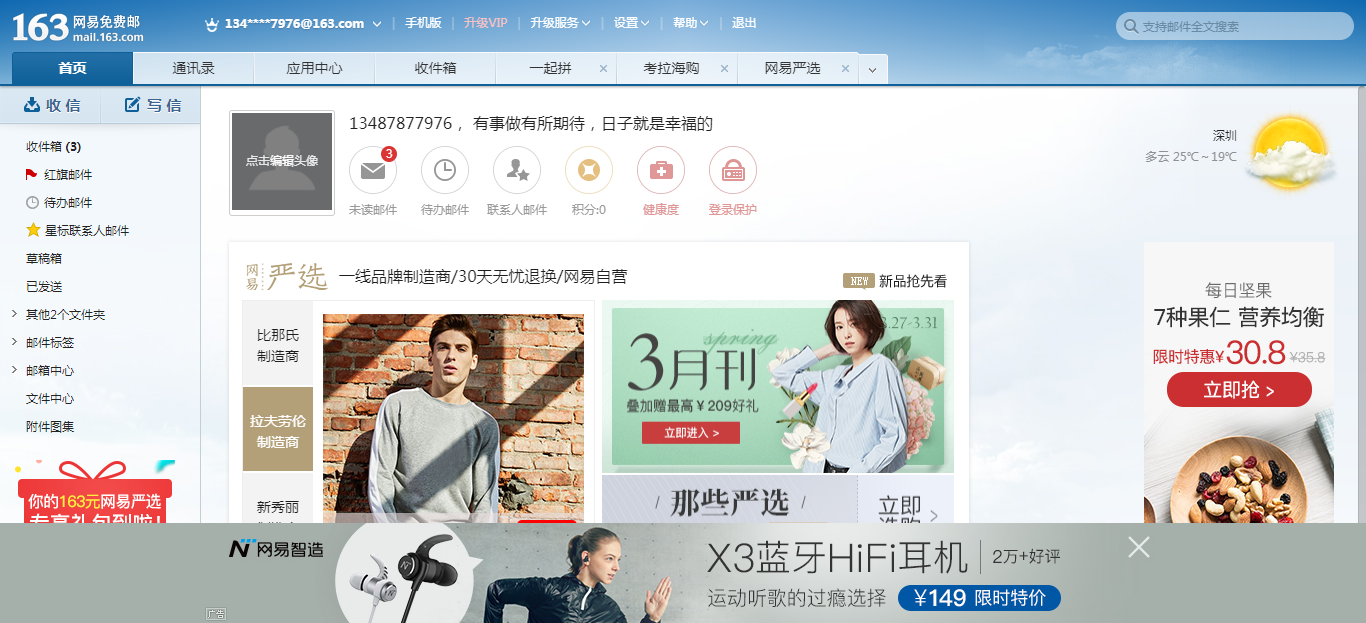 163 网易免费邮
mail.163.com
134****7976@163.com
手机版
升级VIP
升级服务
设置
帮助
退出
支持邮件全文搜索
首页
通讯录
应用中心
收件箱
一起拼
考拉海购
网易严选
收信
写信
收件箱 (3)
红旗邮件
待办邮件
星标联系人邮件
草稿箱
已发送
其他2个文件夹
邮件标签
邮箱中心
文件中心
附件图集
你的163元网易严选
专享礼包到啦!
点击编辑头像
13487877976 ,  有事做有所期待，日子就是幸福的
3
未读邮件
待办邮件
联系人邮件
积分:0
健康度
登录保护
深圳
多云 25℃ ~ 19℃
网易严选
一线品牌制造商/30天无忧退换/网易自营
NEW 新品抢先看
比那氏
制造商
拉夫劳伦
制造商
新秀丽
.27-3.31
spring
3月刊
叠加赠最高 ¥ 209好礼
立即进入 >
/ 那些严选 /
立即
选购
每日坚果
7种果仁 营养均衡
限时特惠¥30.8 ¥35.8
立即抢 >
网易智造
X3蓝牙HiFi耳机 2万+好评
运动听歌的过瘾选择 ¥149 限时特价
广告